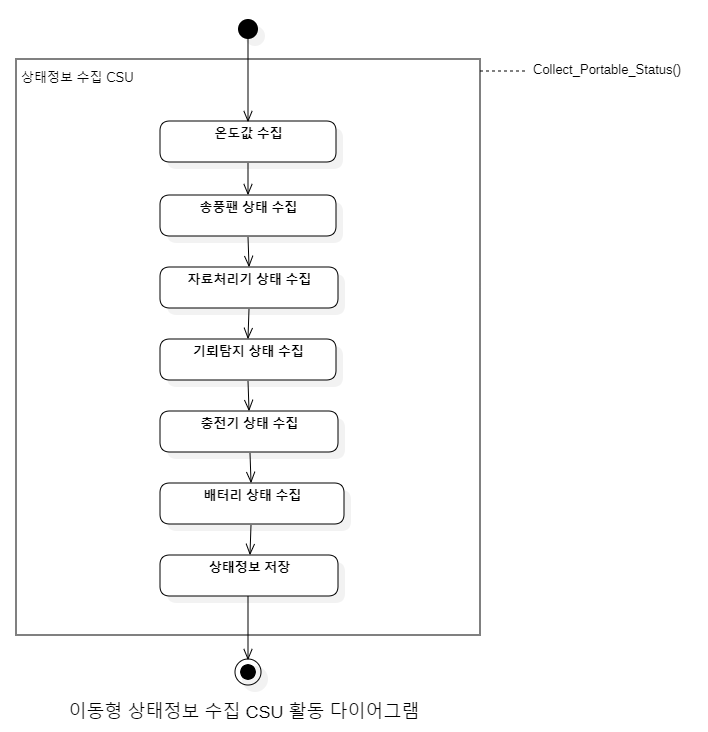 상태정보 수집 CSU
Collect_Portable_Status()
온도값 수집
송풍팬 상태 수집
자료처리기 상태 수집
기뢰탐지 상태 수집
충전기 상태 수집
배터리 상태 수집
상태정보 저장
이동형 상태정보 수집 CSU 활동 다이어그램